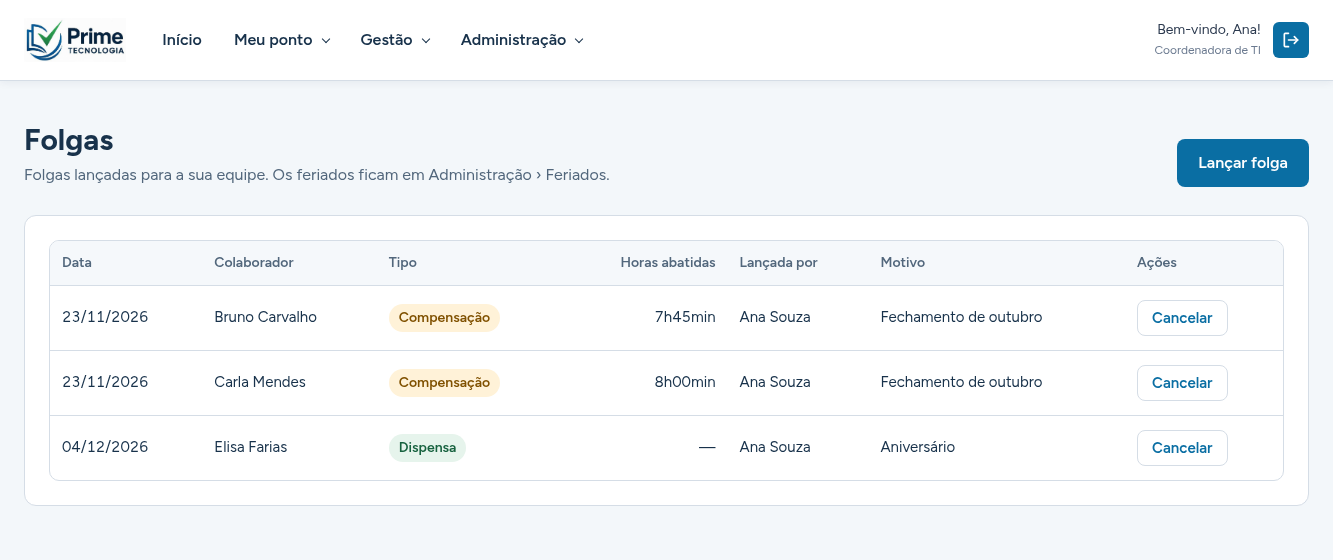 Prime
TECNOLOGIA
Início
Meu ponto
Gestão
Administração
Bem-vindo, Ana!
Coordenadora de TI
Folgas
Folgas lançadas para a sua equipe. Os feriados ficam em Administração › Feriados.
Lançar folga
Data Colaborador Tipo Horas abatidas Lançada por Motivo Ações
23/11/2026 Bruno Carvalho Compensação 7h45min Ana Souza Fechamento de outubro Cancelar
23/11/2026 Carla Mendes Compensação 8h00min Ana Souza Fechamento de outubro Cancelar
04/12/2026 Elisa Farias Dispensa — Ana Souza Aniversário Cancelar